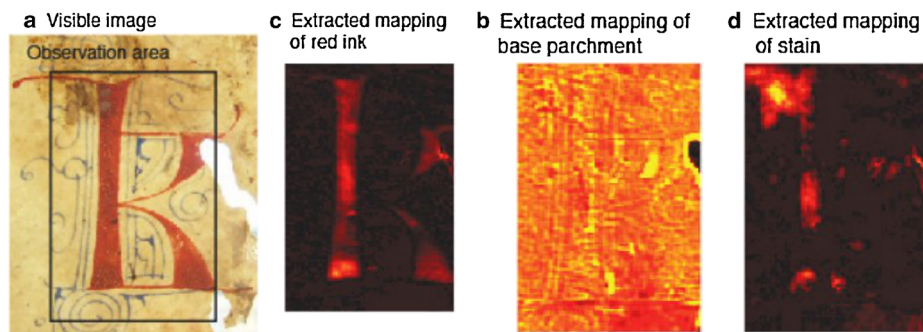 a Visible image
Observation area
K
c Extracted mapping
of red ink
b Extracted mapping of
base parchment
d Extracted mapping
of stain